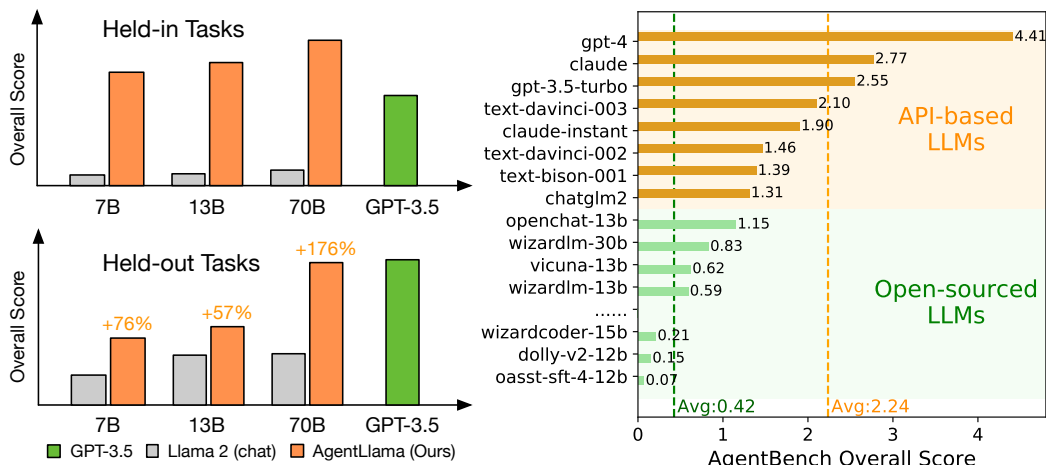 Held-in Tasks
Overall Score
7B
13B
70B
GPT-3.5
Held-out Tasks
Overall Score
+76%
+57%
+176%
7B
13B
70B
GPT-3.5
GPT-3.5
Llama 2 (chat)
AgentLlama (Ours)
gpt-4
4.41
claude
2.77
gpt-3.5-turbo
2.55
text-davinci-003
2.10
claude-instant
1.90
text-davinci-002
1.46
text-bison-001
1.39
chatglm2
1.31
API-based
LLMs
openchat-13b
1.15
wizardlm-30b
0.83
vicuna-13b
0.62
wizardlm-13b
0.59
......
wizardcoder-15b
0.21
dolly-v2-12b
0.15
oasst-sft-4-12b
0.07
Open-sourced
LLMs
Avg:0.42
Avg:2.24
0
1
2
3
4
AgentBench Overall Score